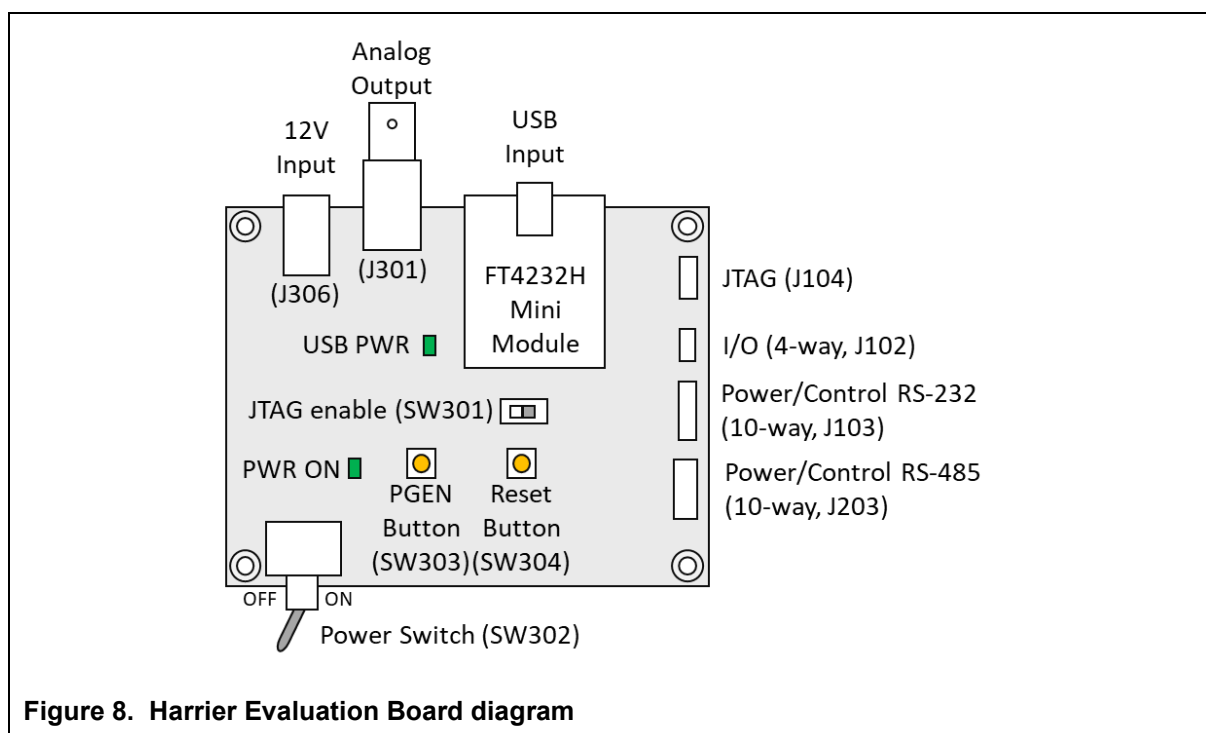 Analog
Output
12V
Input
USB
Input
(J306)
(J301)
FT4232H
Mini
Module
JTAG (J104)
USB PWR
I/O (4-way, J102)
JTAG enable (SW301)
Power/Control RS-232
(10-way, J103)
PWR ON
PGEN
Button
(SW303)
Reset
Button
(SW304)
Power/Control RS-485
(10-way, J203)
OFF
ON
Power Switch (SW302)
Figure 8. Harrier Evaluation Board diagram